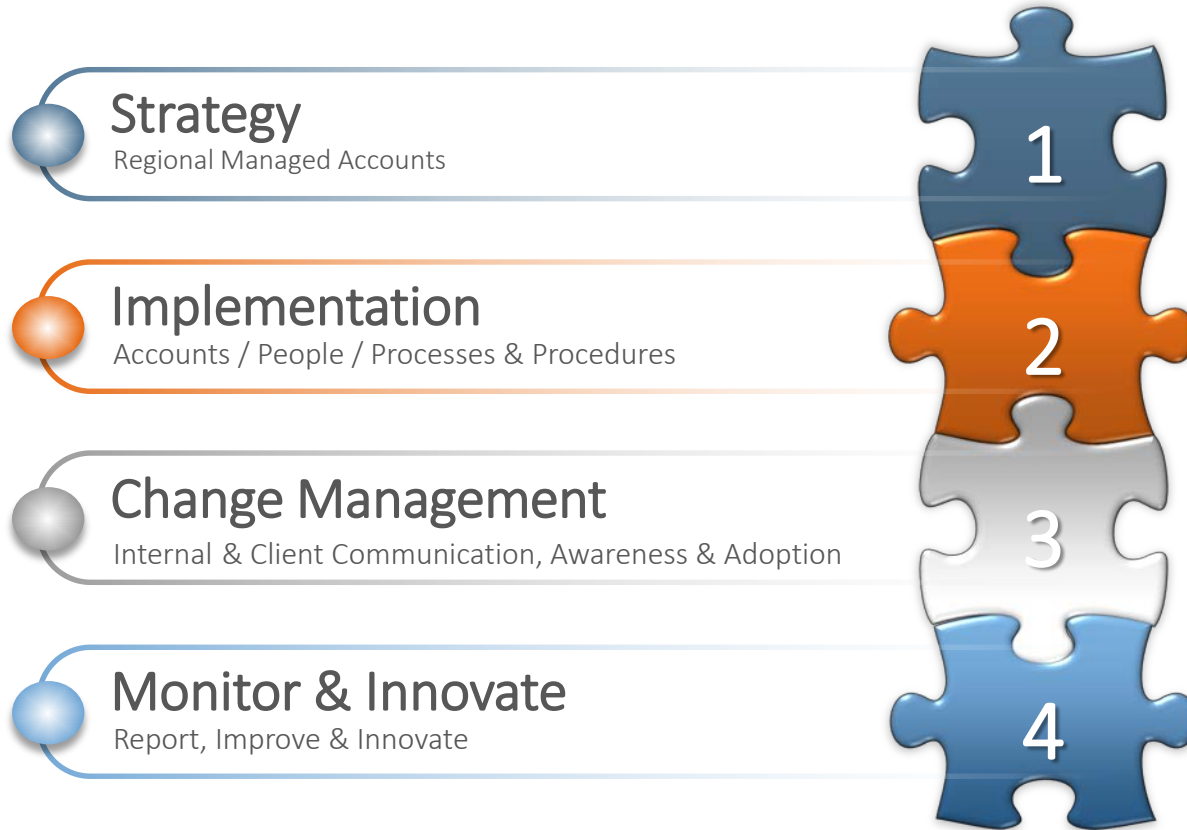 Strategy
Regional Managed Accounts
1
Implementation
Accounts / People / Processes & Procedures
2
Change Management
Internal & Client Communication, Awareness & Adoption
3
Monitor & Innovate
Report, Improve & Innovate
4